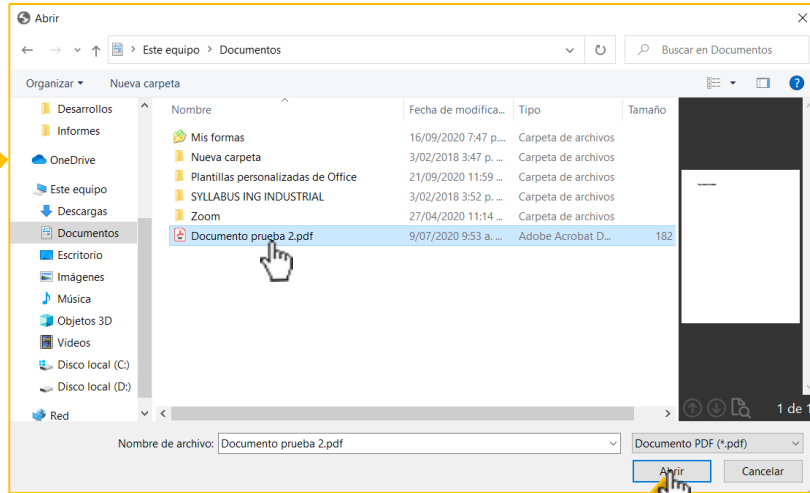 Abrir
Este equipo > Documentos
Buscar en Documentos
Organizar
Nueva carpeta
Desarrollos
Informes
OneDrive
Este equipo
Descargas
Documentos
Escritorio
Imágenes
Música
Objetos 3D
Videos
Disco local (C:)
Disco local (D:)
Red
Nombre Fecha de modifica... Tipo Tamaño
Mis formas 16/09/2020 7:47 p.... Carpeta de archivos
Nueva carpeta 3/02/2018 3:47 p. ... Carpeta de archivos
Plantillas personalizadas de Office 21/09/2020 11:59 ... Carpeta de archivos
SYLLABUS ING INDUSTRIAL 3/02/2018 3:52 p. ... Carpeta de archivos
Zoom 27/04/2020 11:14 ... Carpeta de archivos
Documento prueba 2.pdf 9/07/2020 9:53 a. ... Adobe Acrobat D... 182
1 de 1
Nombre de archivo: Documento prueba 2.pdf
Documento PDF (*.pdf)
Abrir
Cancelar